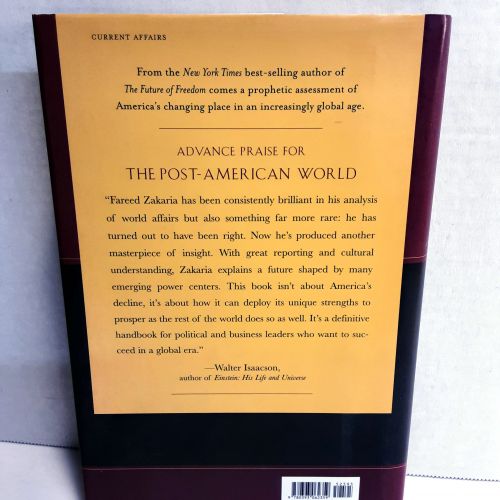 CURRENT AFFAIRS
From the New York Times best-selling author of
The Future of Freedom comes a prophetic assessment of
America's changing place in an increasingly global age.
ADVANCE PRAISE FOR
THE POST-AMERICAN WORLD
"Fareed Zakaria has been consistently brilliant in his analysis
of world affairs but also something far more rare: he has
turned out to have been right. Now he's produced another
masterpiece of insight. With great reporting and cultural
understanding, Zakaria explains a future shaped by many
emerging power centers. This book isn't about America's
decline, it's about how it can deploy its unique strengths to
prosper as the rest of the world does so as well. It's a definitive
handbook for political and business leaders who want to suc-
ceed in a global era."
—Walter Isaacson,
author of Einstein: His Life and Universe